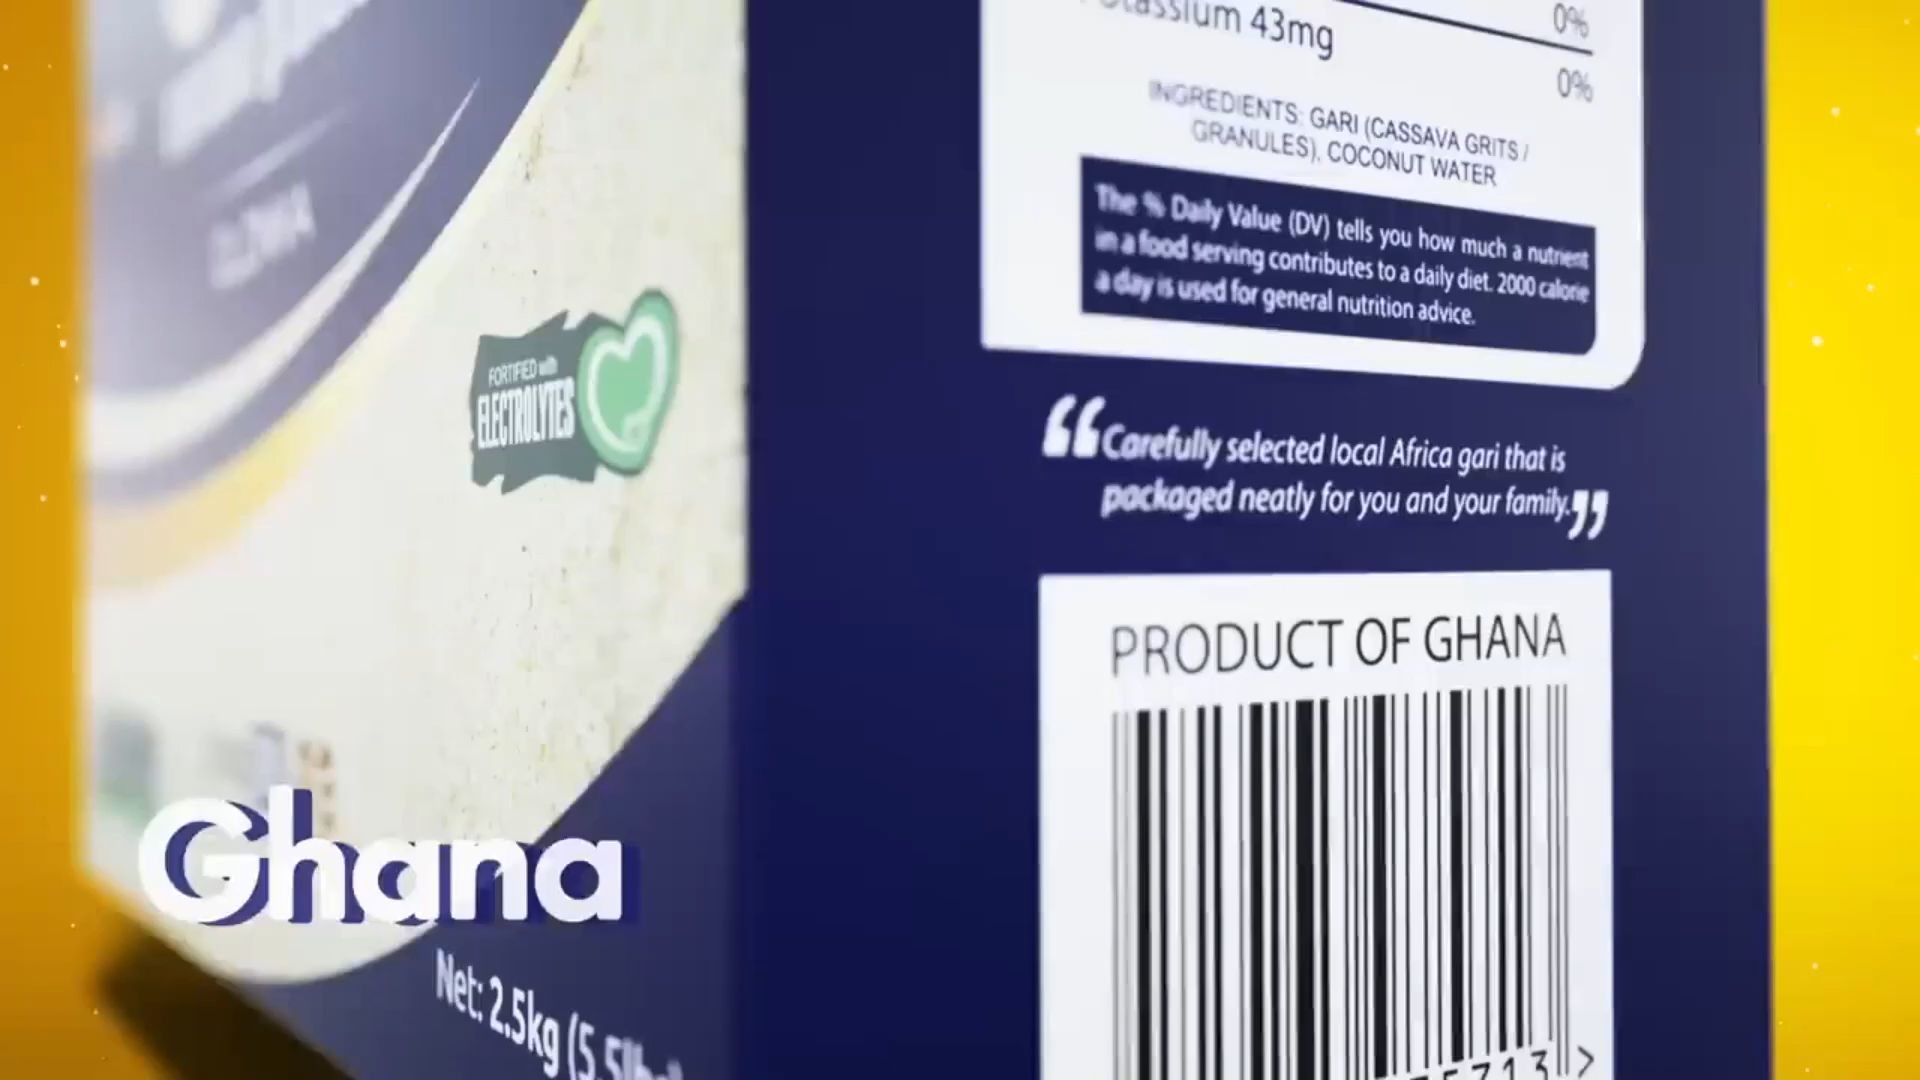 FORTIFIED with
ELECTROLYTES
Ghana
Net: 2.5kg (5.5lbs)
Potassium 43mg
0%
0%
INGREDIENTS: GARI (CASSAVA GRITS /
GRANULES), COCONUT WATER
The % Daily Value (DV) tells you how much a nutrient
in a food serving contributes to a daily diet. 2000 calorie
a day is used for general nutrition advice.
“Carefully selected local Africa gari that is
packaged neatly for you and your family.”
PRODUCT OF GHANA